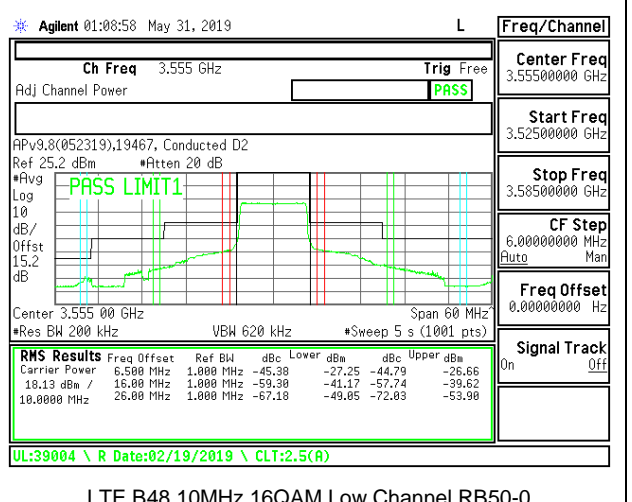 Agilent 01:08:58 May 31, 2019 L Freq/Channel
Ch Freq 3.555 GHz Trig Free
Adj Channel Power PASS
Center Freq
3.55500000 GHz
Start Freq
3.52500000 GHz
Stop Freq
3.58500000 GHz
CF Step
6.00000000 MHz
Auto Man
Freq Offset
0.00000000 Hz
Signal Track
On Off
APv9.8(052319),19467, Conducted D2
Ref 25.2 dBm #Atten 20 dB
#Avg
Log
10
dB/
Offst
15.2
dB
PASS LIMIT1
Center 3.555 00 GHz Span 60 MHz^
#Res BW 200 kHz VBW 620 kHz #Sweep 5 s (1001 pts)
RMS Results Freq Offset Ref BW dBc Lower dBm dBc Upper dBm
Carrier Power 6.500 MHz 1.000 MHz -45.38 -27.25 -44.79 -26.66
18.13 dBm / 16.00 MHz 1.000 MHz -59.30 -41.17 -57.74 -39.62
10.0000 MHz 26.00 MHz 1.000 MHz -67.18 -49.05 -72.03 -53.90
UL:39004 \ R Date:02/19/2019 \ CLT:2.5(A)
LTE B48 10MHz 16QAM Low Channel RB50-0